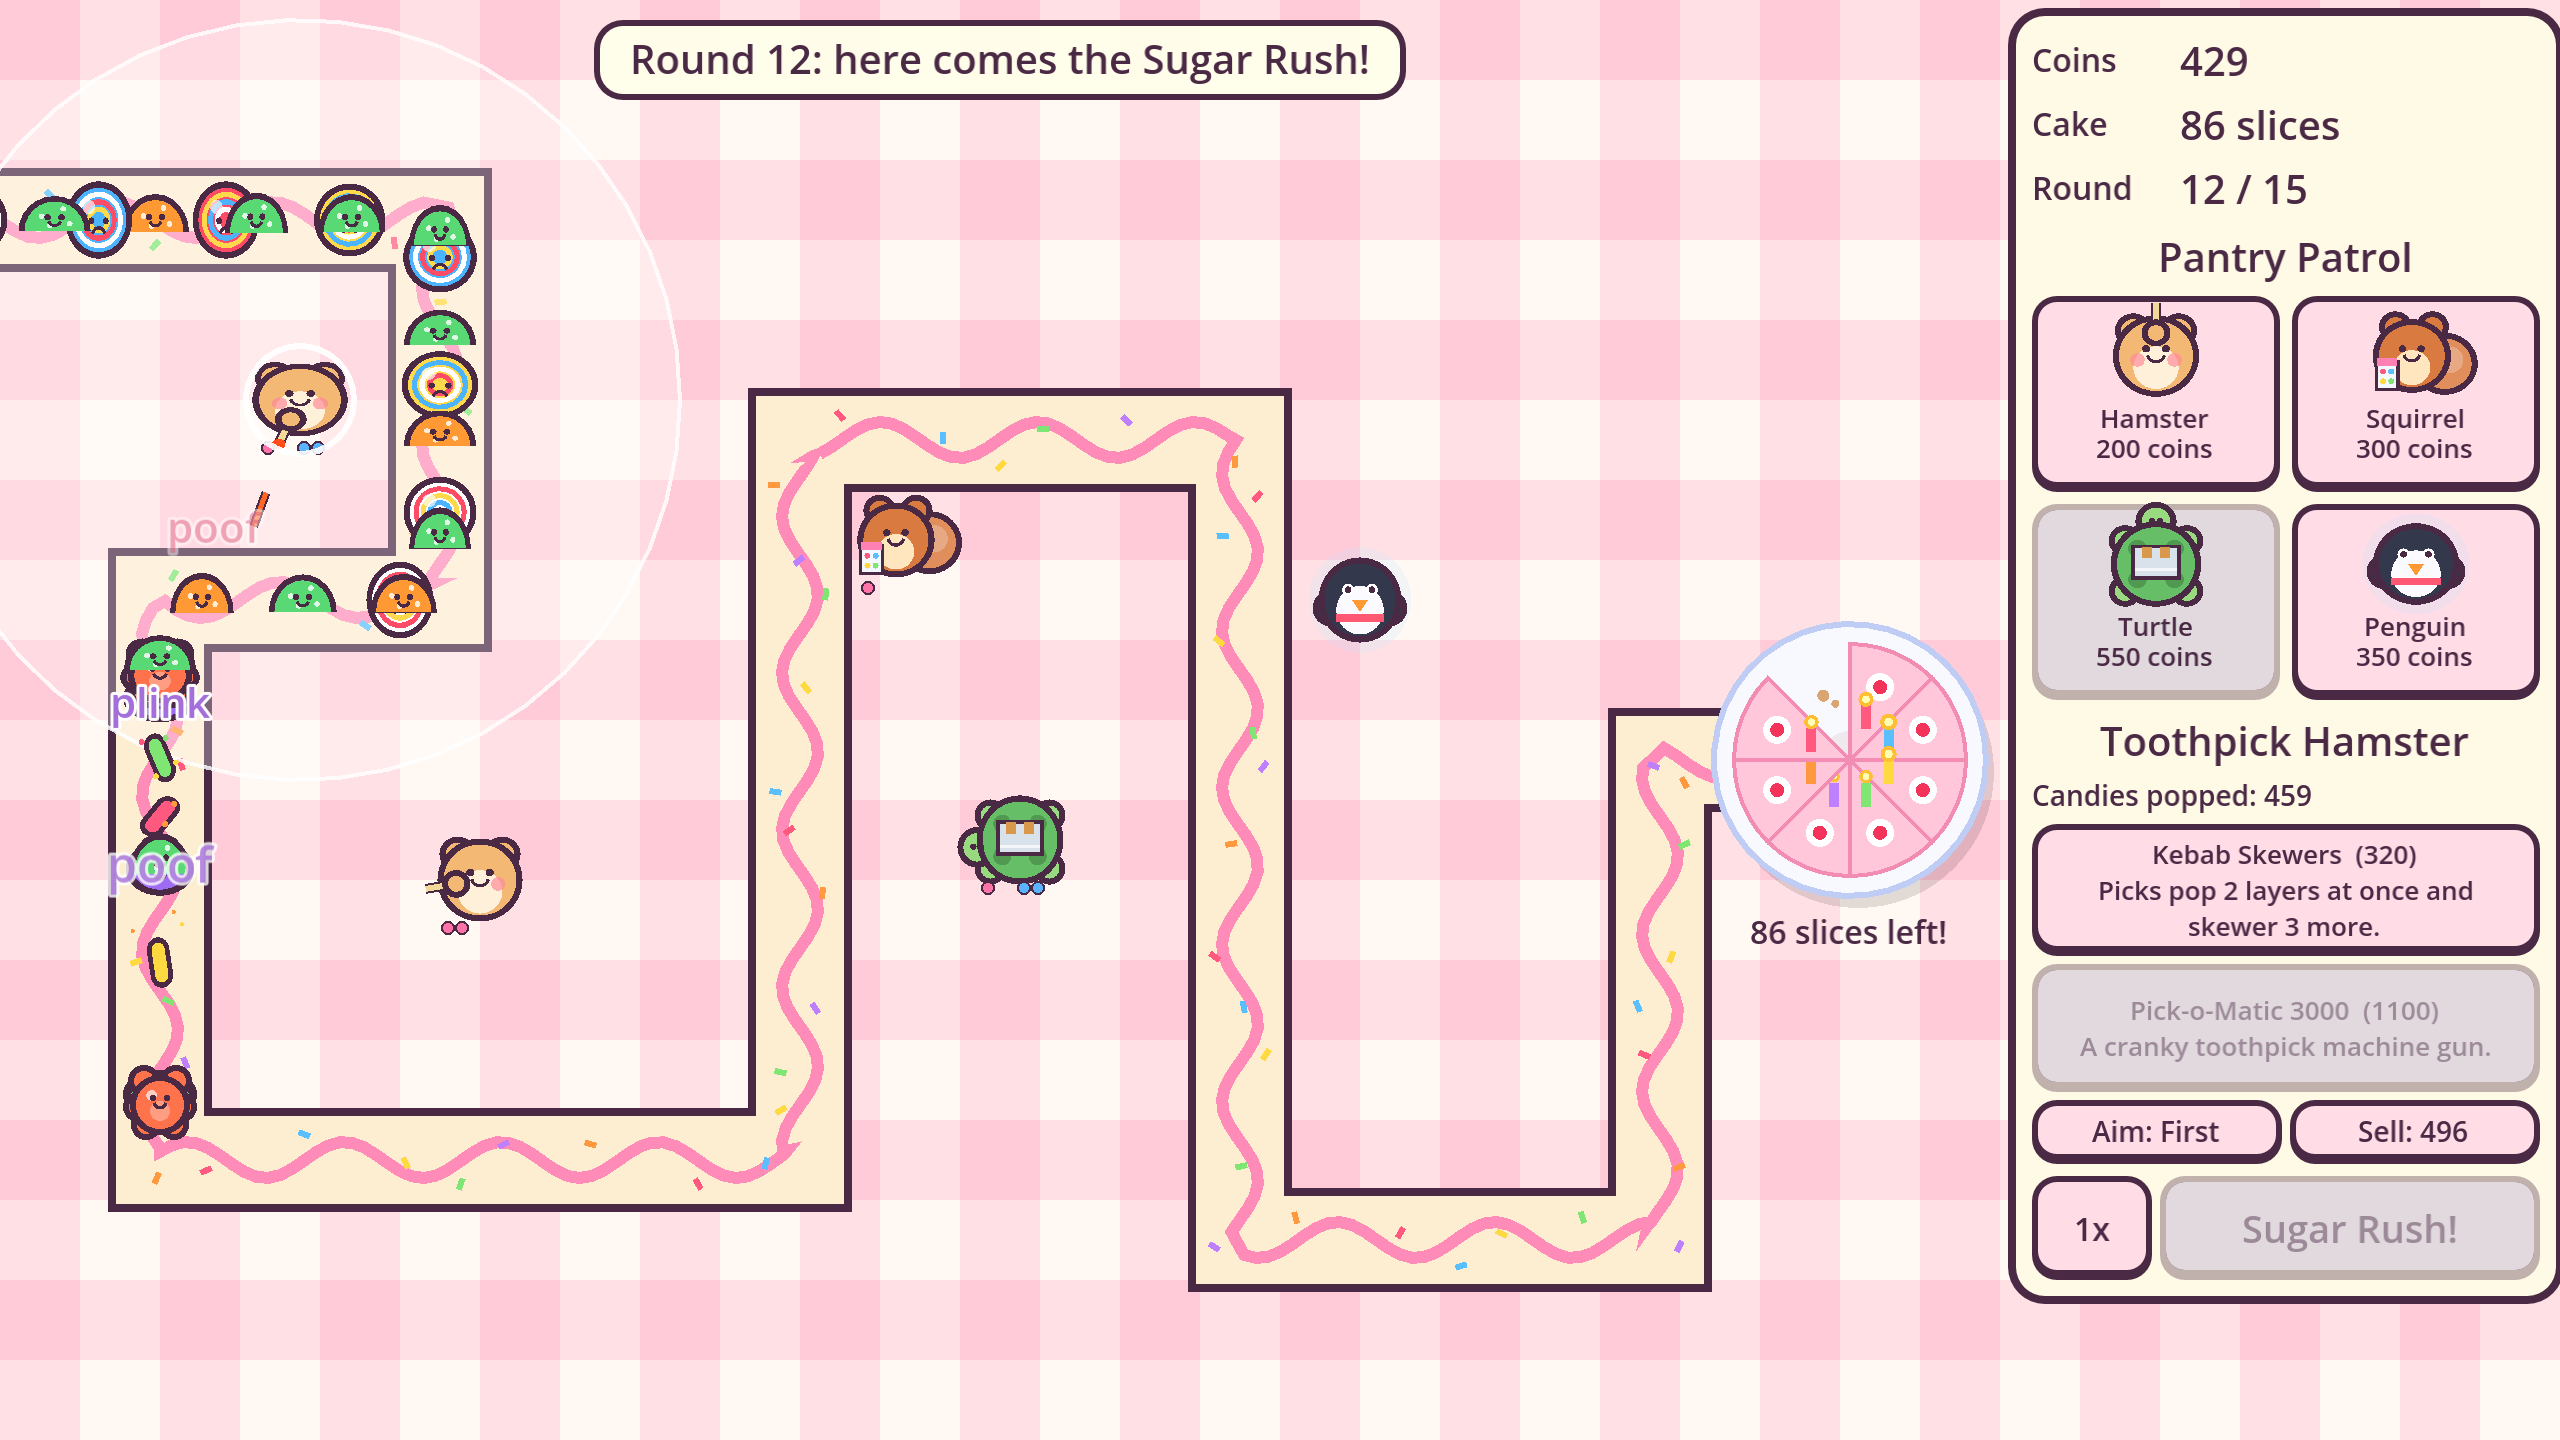 Round 12: here comes the Sugar Rush!
Coins 429
Cake 86 slices
Round 12 / 15
Pantry Patrol
Hamster
200 coins
Squirrel
300 coins
Turtle
550 coins
Penguin
350 coins
Toothpick Hamster
Candies popped: 459
Kebab Skewers (320)
Picks pop 2 layers at once and
skewer 3 more.
Pick-o-Matic 3000 (1100)
A cranky toothpick machine gun.
Aim: First
Sell: 496
1x
Sugar Rush!
poof
plink
poof
86 slices left!